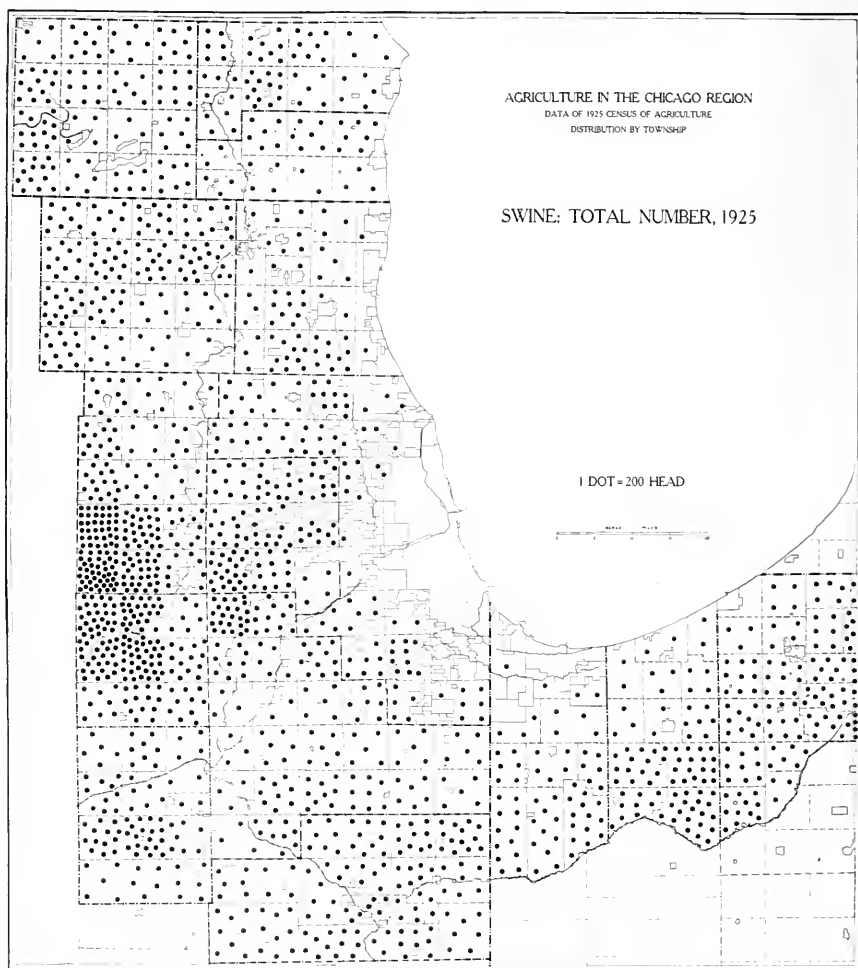 AGRICULTURE IN THE CHICAGO REGION
DATA OF 1925 CENSUS OF AGRICULTURE
DISTRIBUTION BY TOWNSHIP
SWINE: TOTAL NUMBER, 1925
1 DOT = 200 HEAD